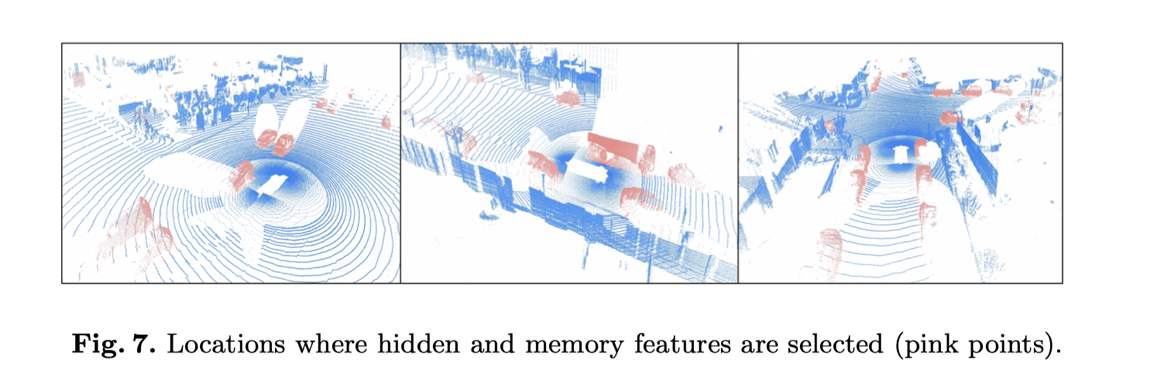 Fig. 7. Locations where hidden and memory features are selected (pink points).